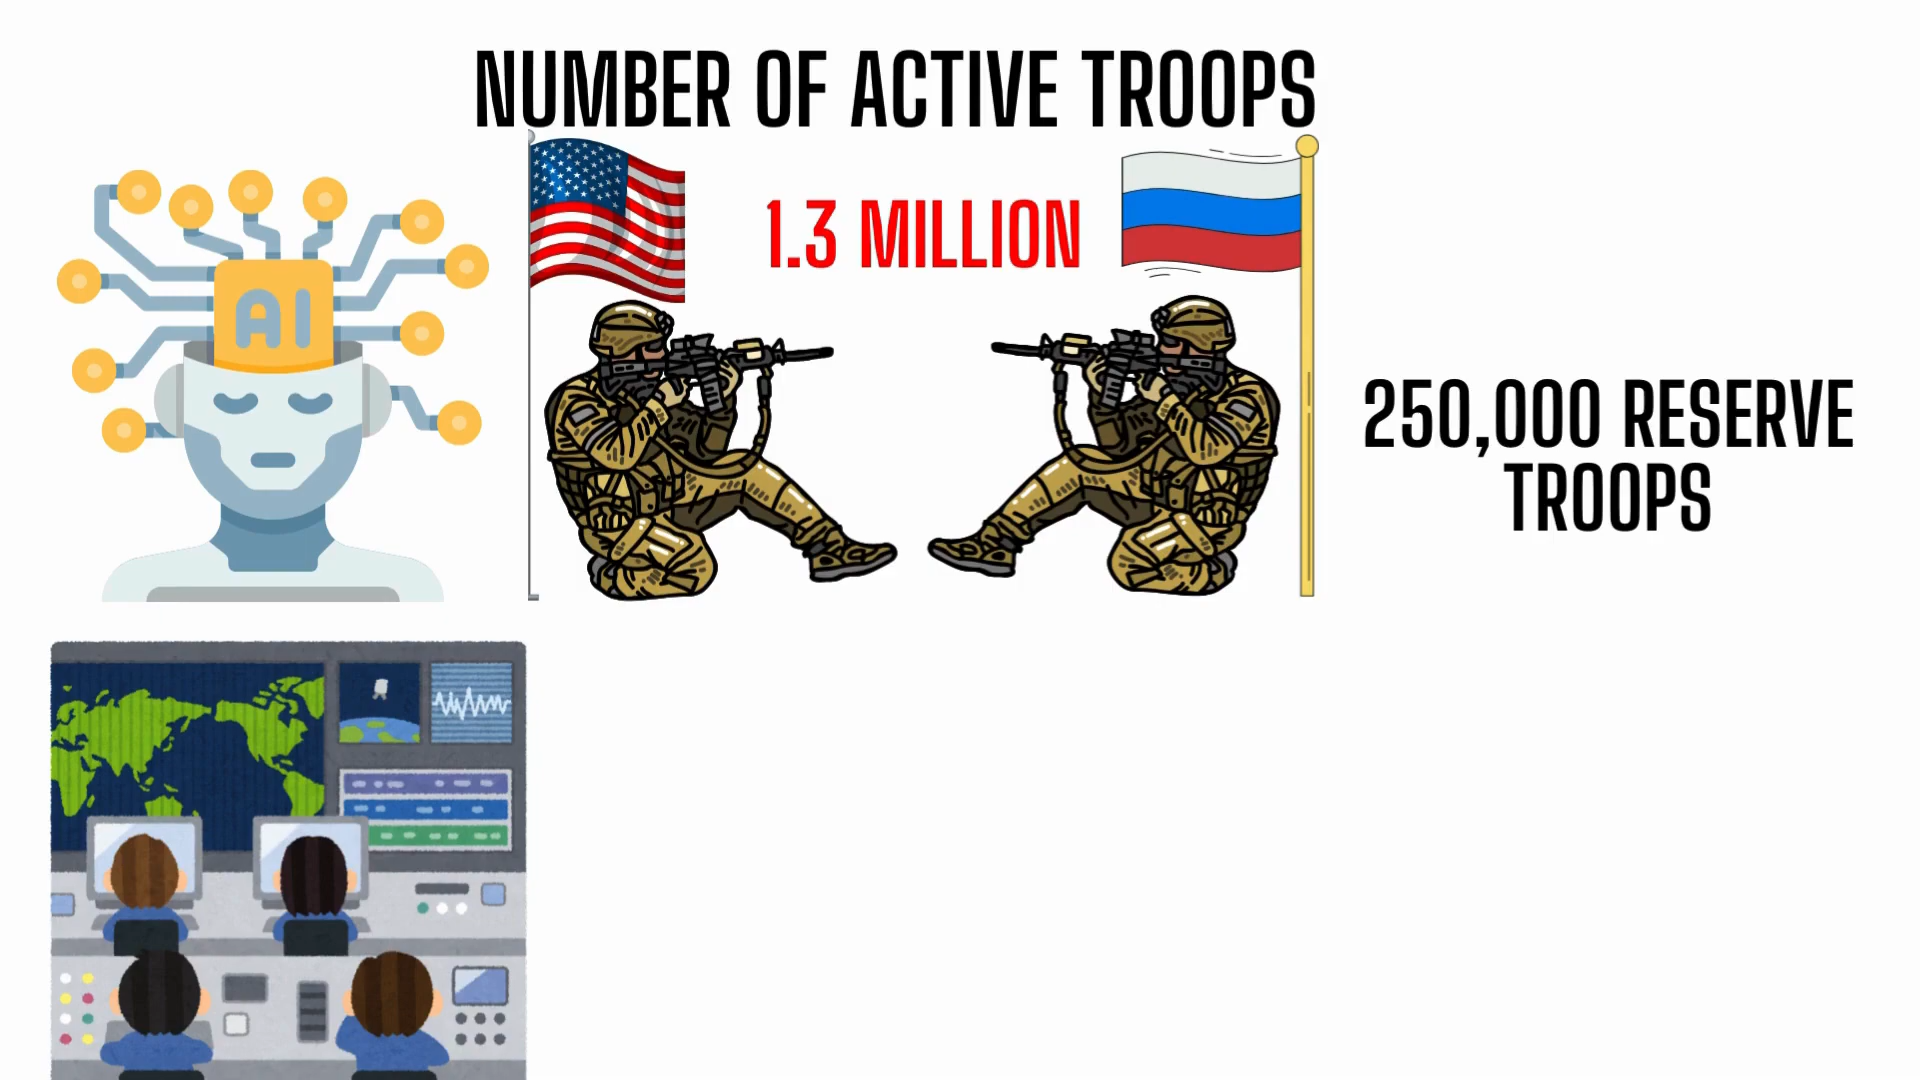 NUMBER OF ACTIVE TROOPS
1.3 MILLION
AI
250,000 RESERVE
TROOPS